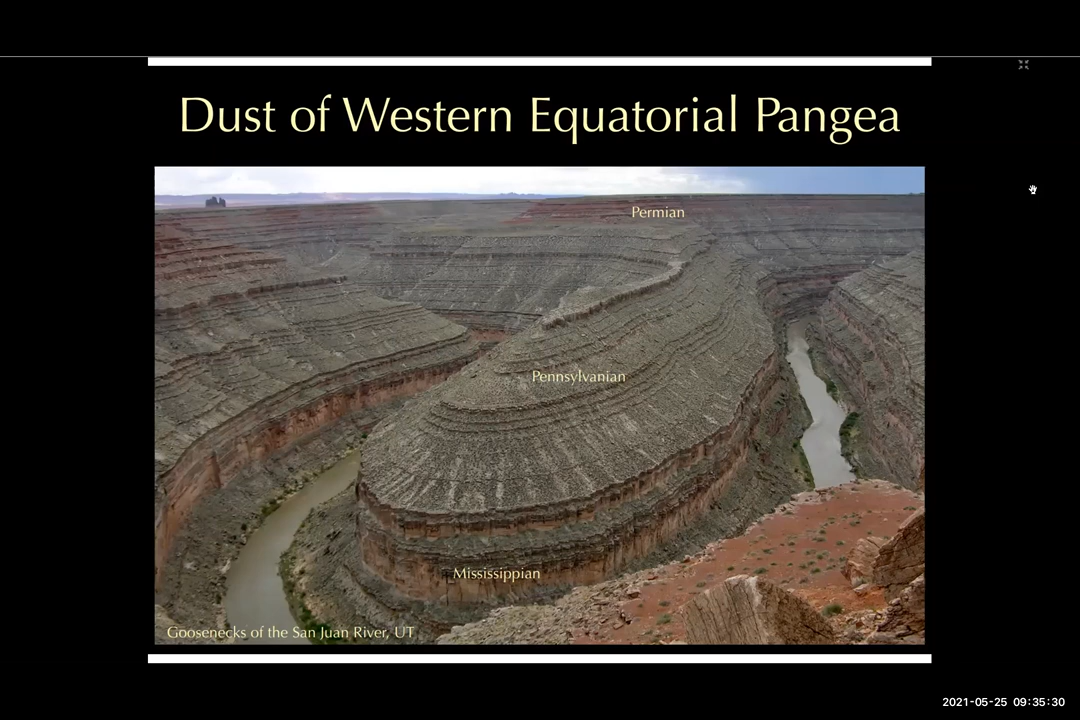 Dust of Western Equatorial Pangea
Permian
Pennsylvanian
Mississippian
Goosenecks of the San Juan River, UT
2021-05-25 09:35:30